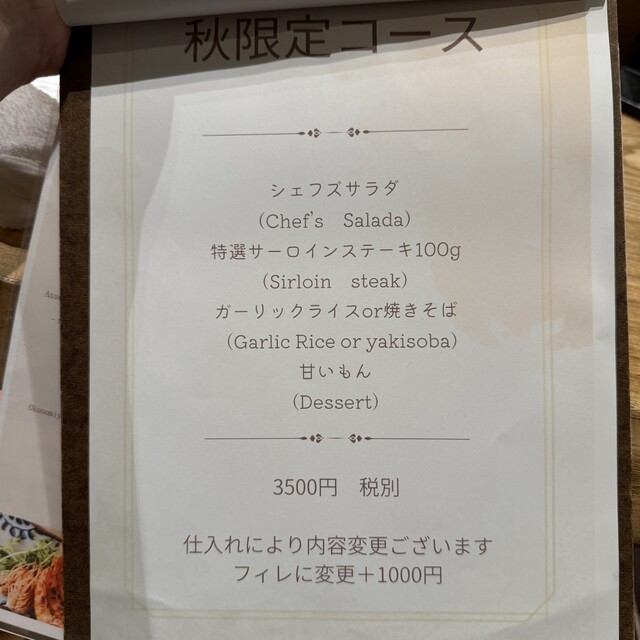 秋限定コース
シェフズサラダ
(Chef's Salada)
特選サーロインステーキ100g
(Sirloin steak)
ガーリックライスor焼きそば
(Garlic Rice or yakisoba)
甘いもん
(Dessert)
3500円 税別
仕入れにより内容変更ございます
フィレに変更＋1000円